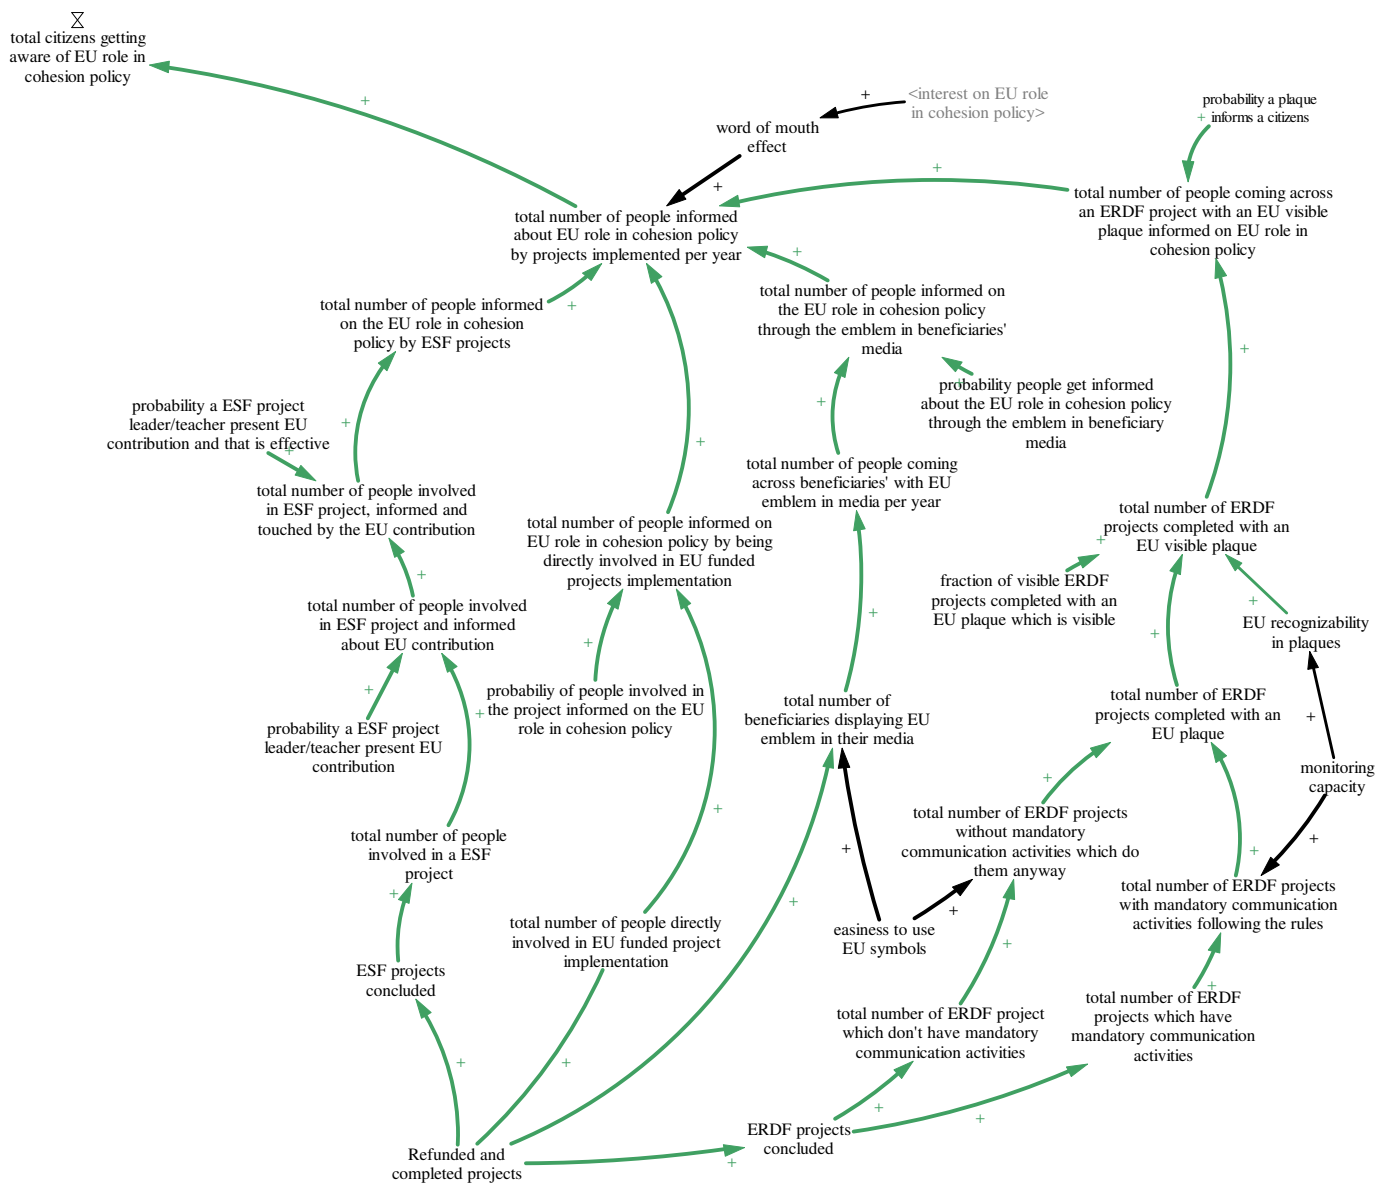 total citizens getting
aware of EU role in
cohesion policy
+
+
<interest on EU role
in cohesion policy>
word of mouth
effect
+
probability a plaque
+ informs a citizens
+
total number of people coming across
an ERDF project with an EU visible
plaque informed on EU role in
cohesion policy
total number of people informed
about EU role in cohesion policy
by projects implemented per year
+
total number of people informed
on the EU role in cohesion
policy by ESF projects
+
total number of people informed on
the EU role in cohesion policy
through the emblem in beneficiaries'
media
+
+
probability people get informed
about the EU role in cohesion policy
through the emblem in beneficiary
media
+
probability a ESF project
leader/teacher present EU
contribution and that is effective
+
+
+
+
total number of people involved
in ESF project, informed and
touched by the EU contribution
total number of people coming
across beneficiaries' with EU
emblem in media per year
total number of people informed on
EU role in cohesion policy by being
directly involved in EU funded
projects implementation
total number of ERDF
projects completed with an
EU visible plaque
+
fraction of visible ERDF
projects completed with an
EU plaque which is visible
+
total number of people involved
in ESF project and informed
about EU contribution
+
+
+
EU recognizability
in plaques
+
+
+
probabiliy of people involved in
the project informed on the EU
role in cohesion policy
total number of
beneficiaries displaying EU
emblem in their media
total number of ERDF
projects completed with an
EU plaque
+
probability a ESF project
leader/teacher present EU
contribution
monitoring
capacity
+
+
total number of ERDF projects
without mandatory
communication activities which do
them anyway
total number of people
involved in a ESF
project
+
+
+
total number of ERDF projects
with mandatory communication
activities following the rules
+
+
+
easiness to use
EU symbols
total number of people directly
involved in EU funded project
implementation
+
ESF projects
concluded
+
total number of ERDF project
which don't have mandatory
communication activities
total number of ERDF
projects which have
mandatory communication
activities
+
+
+
+
ERDF projects
concluded
Refunded and
completed projects
+